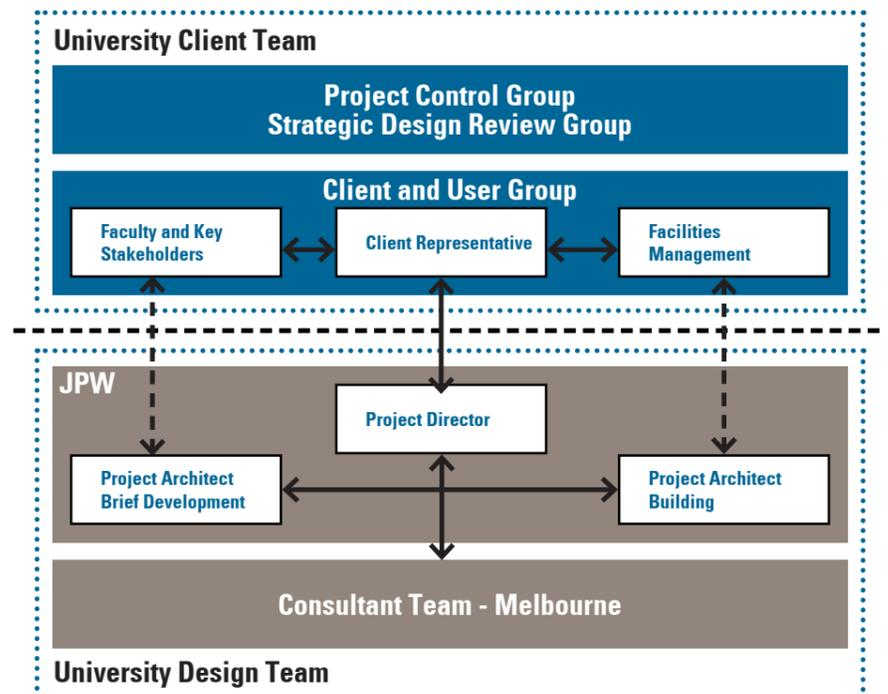 University Client Team
Project Control Group
Strategic Design Review Group
Client and User Group
Faculty and Key
Stakeholders
Client Representative
Facilities
Management
JPW
Project Director
Project Architect
Brief Development
Project Architect
Building
Consultant Team - Melbourne
University Design Team